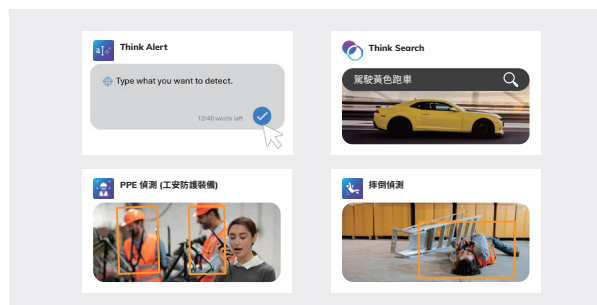 Think Alert
Type what you want to detect.
12/40 words left
Think Search
駕駛黃色跑車
PPE 偵測 (工安防護裝備)
摔倒偵測